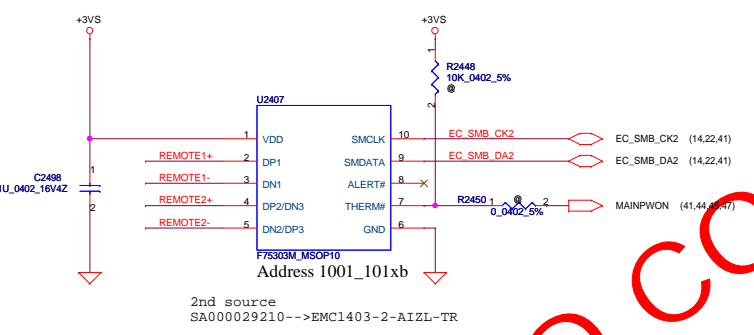 +3VS
+3VS
1
R2448
10K_0402_5%
@
2
U2407
1 VDD SMCLK 10 EC_SMB_CK2 EC_SMB_CK2 (14,22,41)
REMOTE1+ 2 DP1 SMDATA 9 EC_SMB_DA2 EC_SMB_DA2 (14,22,41)
REMOTE1- 3 DN1 ALERT# 8
REMOTE2+ 4 DP2/DN3 THERM# 7 R2450 1 @ 2 MAINPWON (41,44,45,47)
0_0402_5%
REMOTE2- 5 DN2/DP3 GND 6
1
C2498
1U_0402_16V4Z
2
F75303M_MSOP10
Address 1001_101xb
2nd source
SA000029210-->EMC1403-2-AIZL-TR
CO